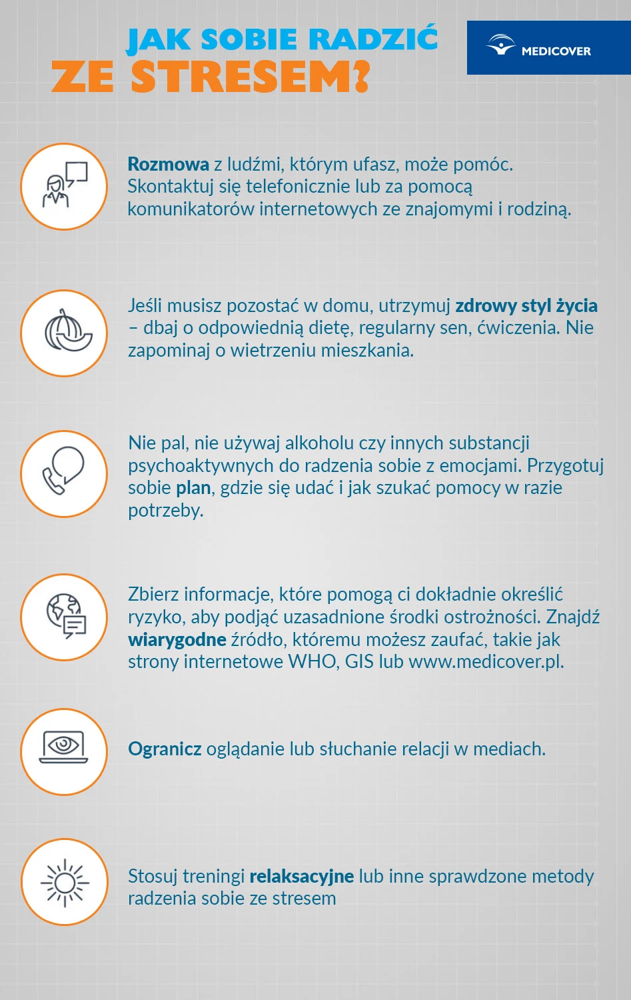 JAK SOBIE RADZIĆ
ZE STRESEM?
MEDICOVER
Rozmowa z ludźmi, którym ufasz, może pomóc.
Skontaktuj się telefonicznie lub za pomocą
komunikatorów internetowych ze znajomymi i rodziną.
Jeśli musisz pozostać w domu, utrzymuj zdrowy styl życia
– dbaj o odpowiednią dietę, regularny sen, ćwiczenia. Nie
zapominaj o wietrzeniu mieszkania.
Nie pal, nie używaj alkoholu czy innych substancji
psychoaktywnych do radzenia sobie z emocjami. Przygotuj
sobie plan, gdzie się udać i jak szukać pomocy w razie
potrzeby.
Zbierz informacje, które pomogą ci dokładnie określić
ryzyko, aby podjąć uzasadnione środki ostrożności. Znajdź
wiarygodne źródło, któremu możesz zaufać, takie jak
strony internetowe WHO, GIS lub www.medicover.pl.
Ogranicz oglądanie lub słuchanie relacji w mediach.
Stosuj treningi relaksacyjne lub inne sprawdzone metody
radzenia sobie ze stresem